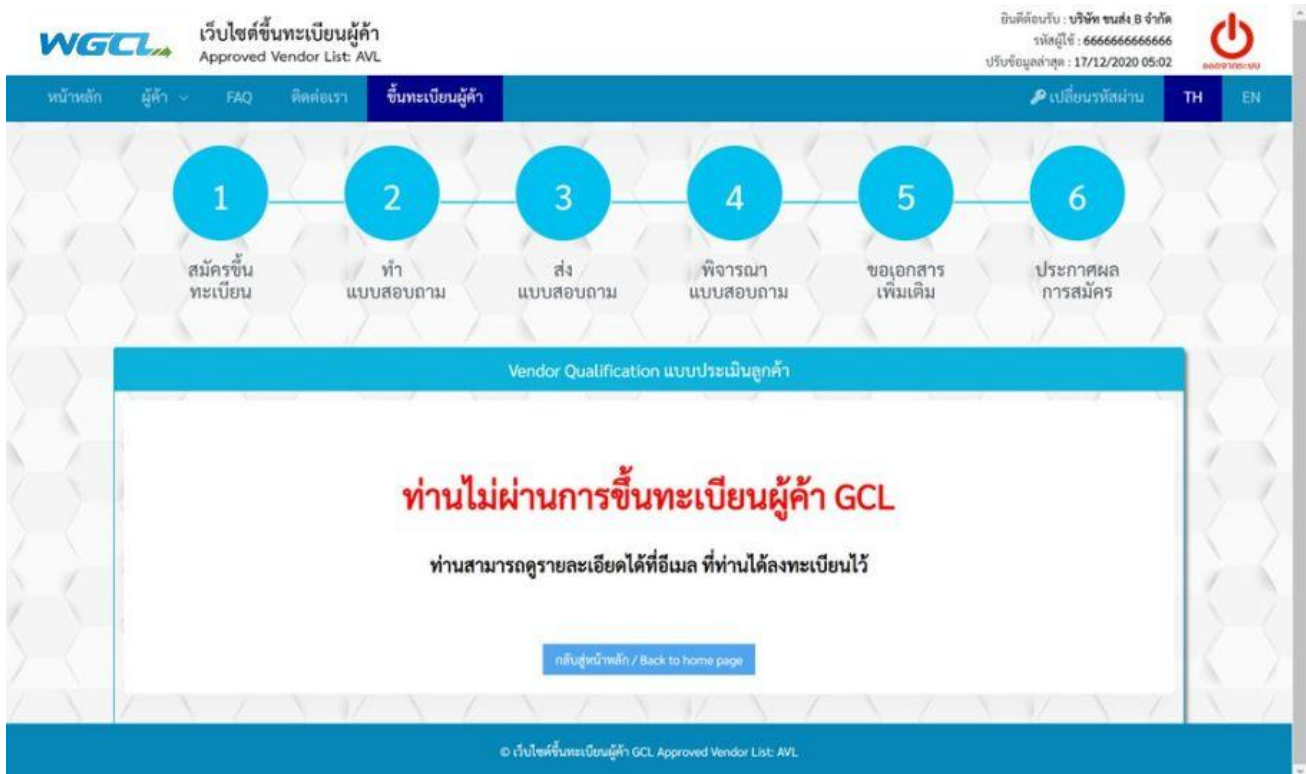 WGCL
เว็บไซต์ขึ้นทะเบียนผู้ค้า
Approved Vendor List: AVL
ยินดีต้อนรับ : บริษัท ขนส่ง B จำกัด
รหัสผู้ใช้ : 6666666666666
ปรับข้อมูลล่าสุด : 17/12/2020 05:02
ออกจากระบบ
หน้าหลัก ผู้ค้า FAQ ติดต่อเรา ขึ้นทะเบียนผู้ค้า เปลี่ยนรหัสผ่าน TH EN
1 2 3 4 5 6
สมัครขึ้น
ทะเบียน
ทำ
แบบสอบถาม
ส่ง
แบบสอบถาม
พิจารณา
แบบสอบถาม
ขอเอกสาร
เพิ่มเติม
ประกาศผล
การสมัคร
Vendor Qualification แบบประเมินลูกค้า
ท่านไม่ผ่านการขึ้นทะเบียนผู้ค้า GCL
ท่านสามารถดูรายละเอียดได้ที่อีเมล ที่ท่านได้ลงทะเบียนไว้
กลับสู่หน้าหลัก / Back to home page
© เว็บไซต์ขึ้นทะเบียนผู้ค้า GCL Approved Vendor List: AVL